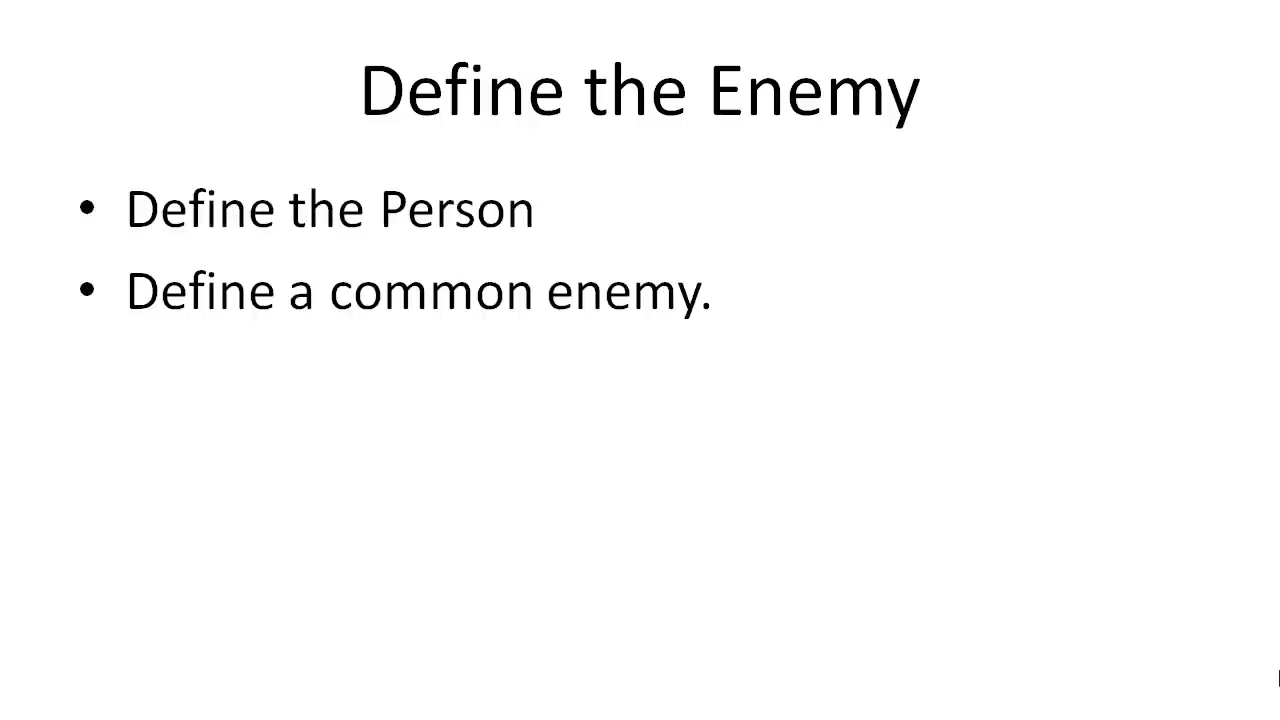 Define the Enemy
• Define the Person
• Define a common enemy.